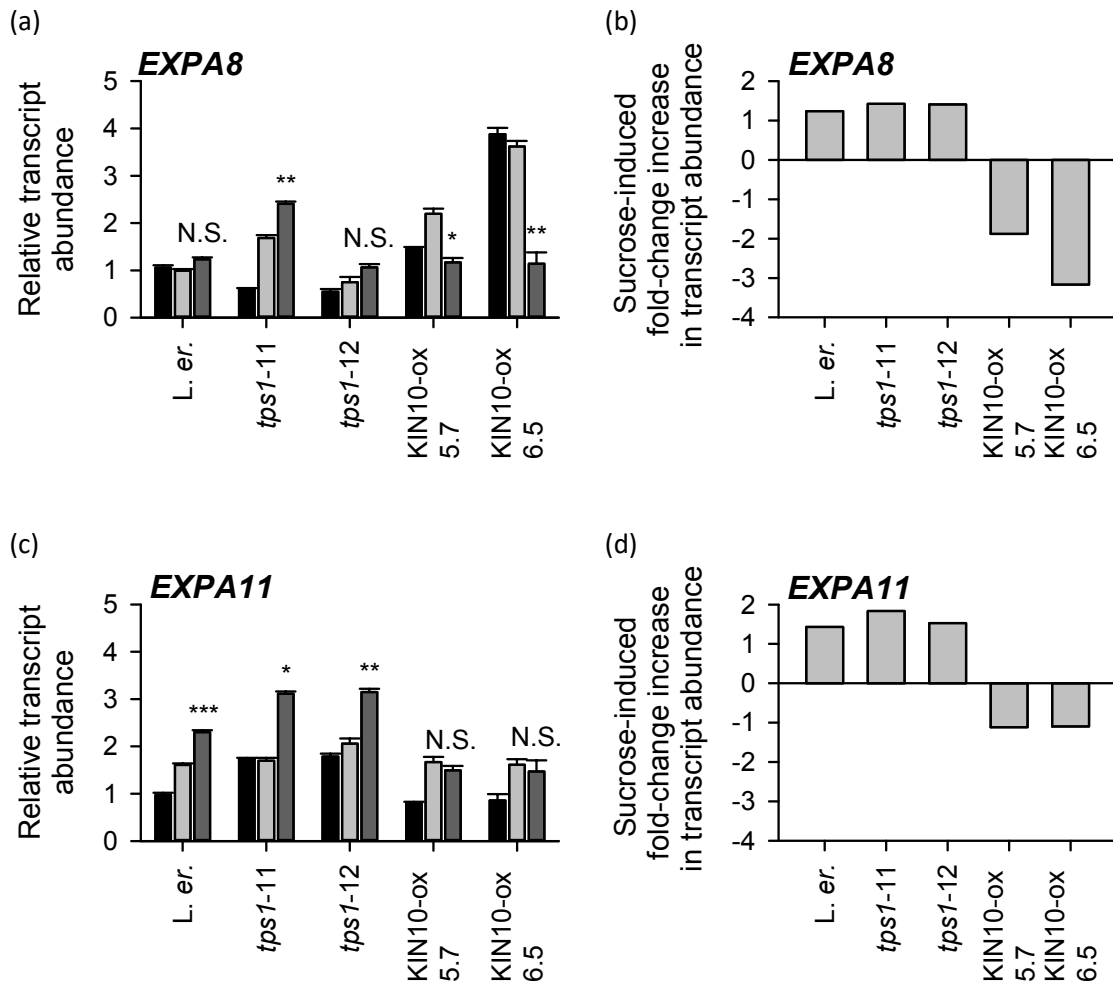 (a)
EXPA8
Relative transcript
abundance
5
4
3
2
1
0
N.S.
**
N.S.
*
**
L. er.
tps1-11
tps1-12
KIN10-ox
5.7
KIN10-ox
6.5
(b)
EXPA8
Sucrose-induced
fold-change increase
in transcript abundance
2
1
0
-1
-2
-3
-4
L. er.
tps1-11
tps1-12
KIN10-ox
5.7
KIN10-ox
6.5
(c)
EXPA11
Relative transcript
abundance
5
4
3
2
1
0
***
*
**
N.S.
N.S.
L. er.
tps1-11
tps1-12
KIN10-ox
5.7
KIN10-ox
6.5
(d)
EXPA11
Sucrose-induced
fold-change increase
in transcript abundance
2
1
0
-1
-2
-3
-4
L. er.
tps1-11
tps1-12
KIN10-ox
5.7
KIN10-ox
6.5